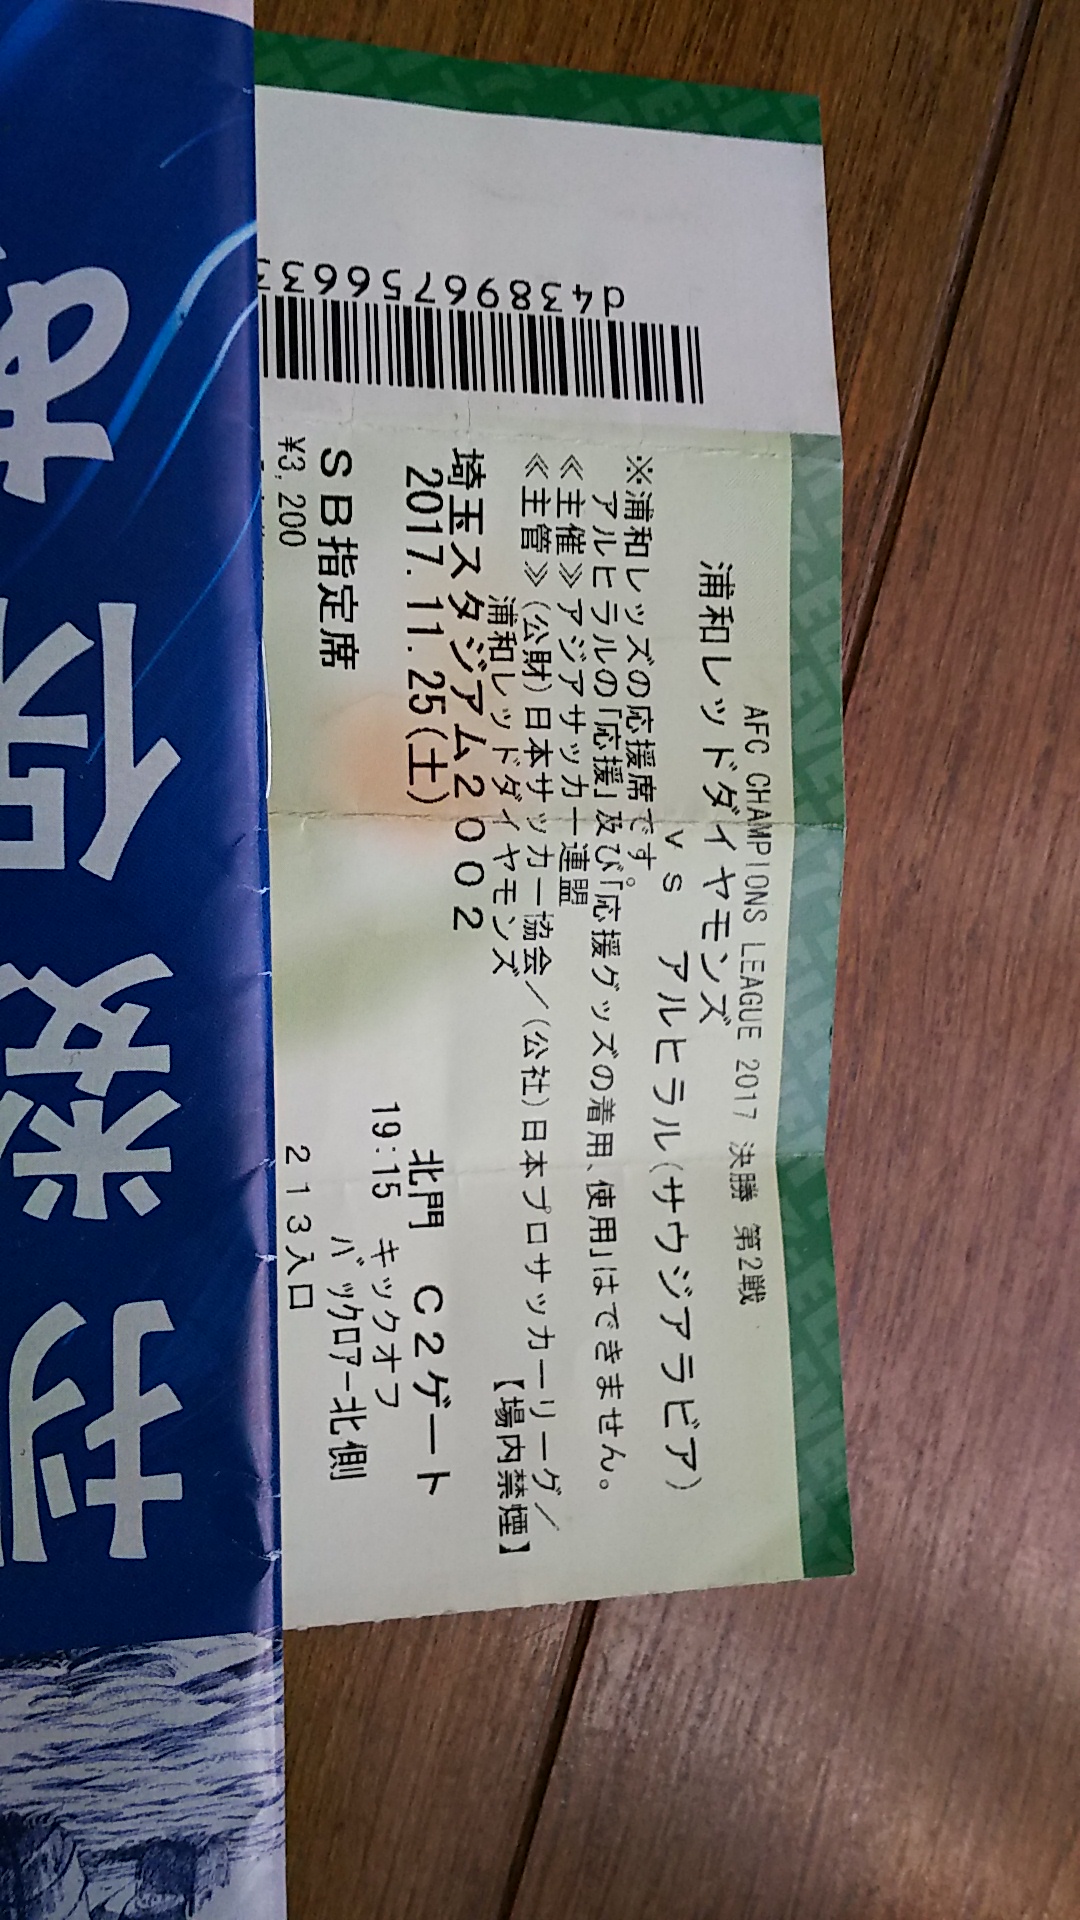 AFC CHAMPIONS LEAGUE 2017 決勝 第2戦
浦和レッドダイヤモンズ
vs アルヒラル(サウジアラビア)
※浦和レッズの応援席です。
アルヒラルの「応援」及び「応援グッズの着用、使用」はできません。
≪主催≫アジアサッカー連盟
≪主管≫(公財)日本サッカー協会/(公社)日本プロサッカーリーグ/
浦和レッドダイヤモンズ 【場内禁煙】
埼玉スタジアム2002
2017.11.25(土) 北門 C2ゲート
19:15 キックオフ
SB指定席 バックロアー北側
¥3,200 213入口
d43896756633